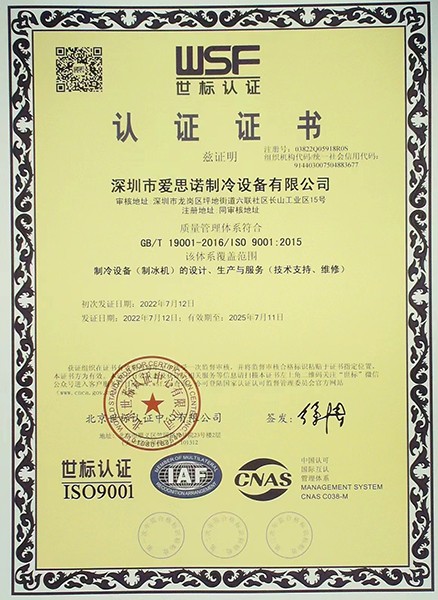 WSF
世标认证
认证证书
兹证明
注册号：03822Q05918R0N
组织机构代码/统一社会信用代码：
914403007504883677
深圳市爱思诺制冷设备有限公司
审核地址：深圳市龙岗区坪地街道六联社区长山工业区15号
注册地址：同审核地址
质量管理体系符合
GB/T 19001-2016/ISO 9001:2015
该体系覆盖范围
制冷设备（制冰机）的设计、生产与服务（技术支持、维修）
初次发证日期：2022年7月12日
发证日期：2022年7月12日；有效期至：2025年7月11日
签发：
世标认证
ISO9001
MEMBER OF MULTILATERAL
RECOGNITION ARRANGEMENT
IAF
CNAS
中国认可
国际互认
管理体系
MANAGEMENT SYSTEM
CNAS C038-M